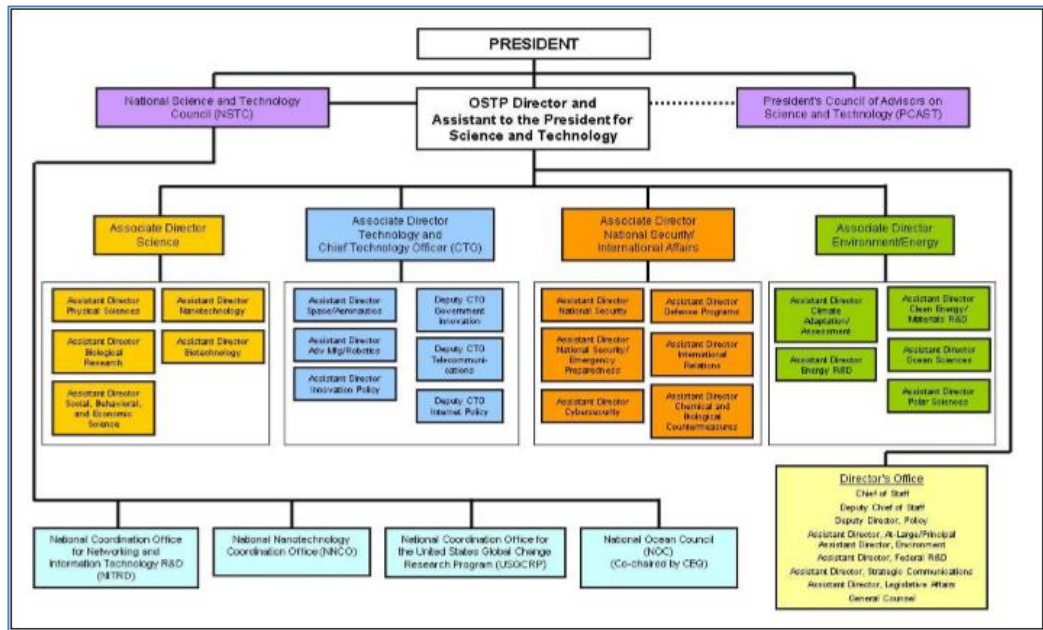 PRESIDENT
National Science and Technology
Council (NSTC)
OSTP Director and
Assistant to the President for
Science and Technology
President's Council of Advisors on
Science and Technology (PCAST)
Associate Director
Science
Associate Director
Technology and
Chief Technology Officer (CTO)
Associate Director
National Security/
International Affairs
Associate Director
Environment/Energy
Assistant Director
Physical Sciences
Assistant Director
Nanotechnology
Assistant Director
Biological
Research
Assistant Director
Biotechnology
Assistant Director
Social, Behavioral,
and Economic
Science
Assistant Director
Space/Aeronautics
Deputy CTO
Government
Innovation
Assistant Director
Adv Mfg/Robotics
Deputy CTO
Telecommuni-
cations
Assistant Director
Innovation Policy
Deputy CTO
Internet Policy
Assistant Director
National Security
Assistant Director
Defense Programs
Assistant Director
National Security/
Emergency
Preparedness
Assistant Director
International
Relations
Assistant Director
Cybersecurity
Assistant Director
Chemical and
Biological
Countermeasures
Assistant Director
Climate
Adaptation/
Assessment
Assistant Director
Clean Energy/
Materials R&D
Assistant Director
Energy R&D
Assistant Director
Ocean Sciences
Assistant Director
Polar Sciences
Director's Office
Chief of Staff
Deputy Chief of Staff
Deputy Director, Policy
Assistant Director, At-Large/Principal
Assistant Director, Environment
Assistant Director, Federal R&D
Assistant Director, Strategic Communications
Assistant Director, Legislative Affairs
General Counsel
National Coordination Office
for Networking and
Information Technology R&D
(NITRD)
National Nanotechnology
Coordination Office (NNCO)
National Coordination Office for
the United States Global Change
Research Program (USGCRP)
National Ocean Council
(NOC)
(Co-chaired by CEQ)